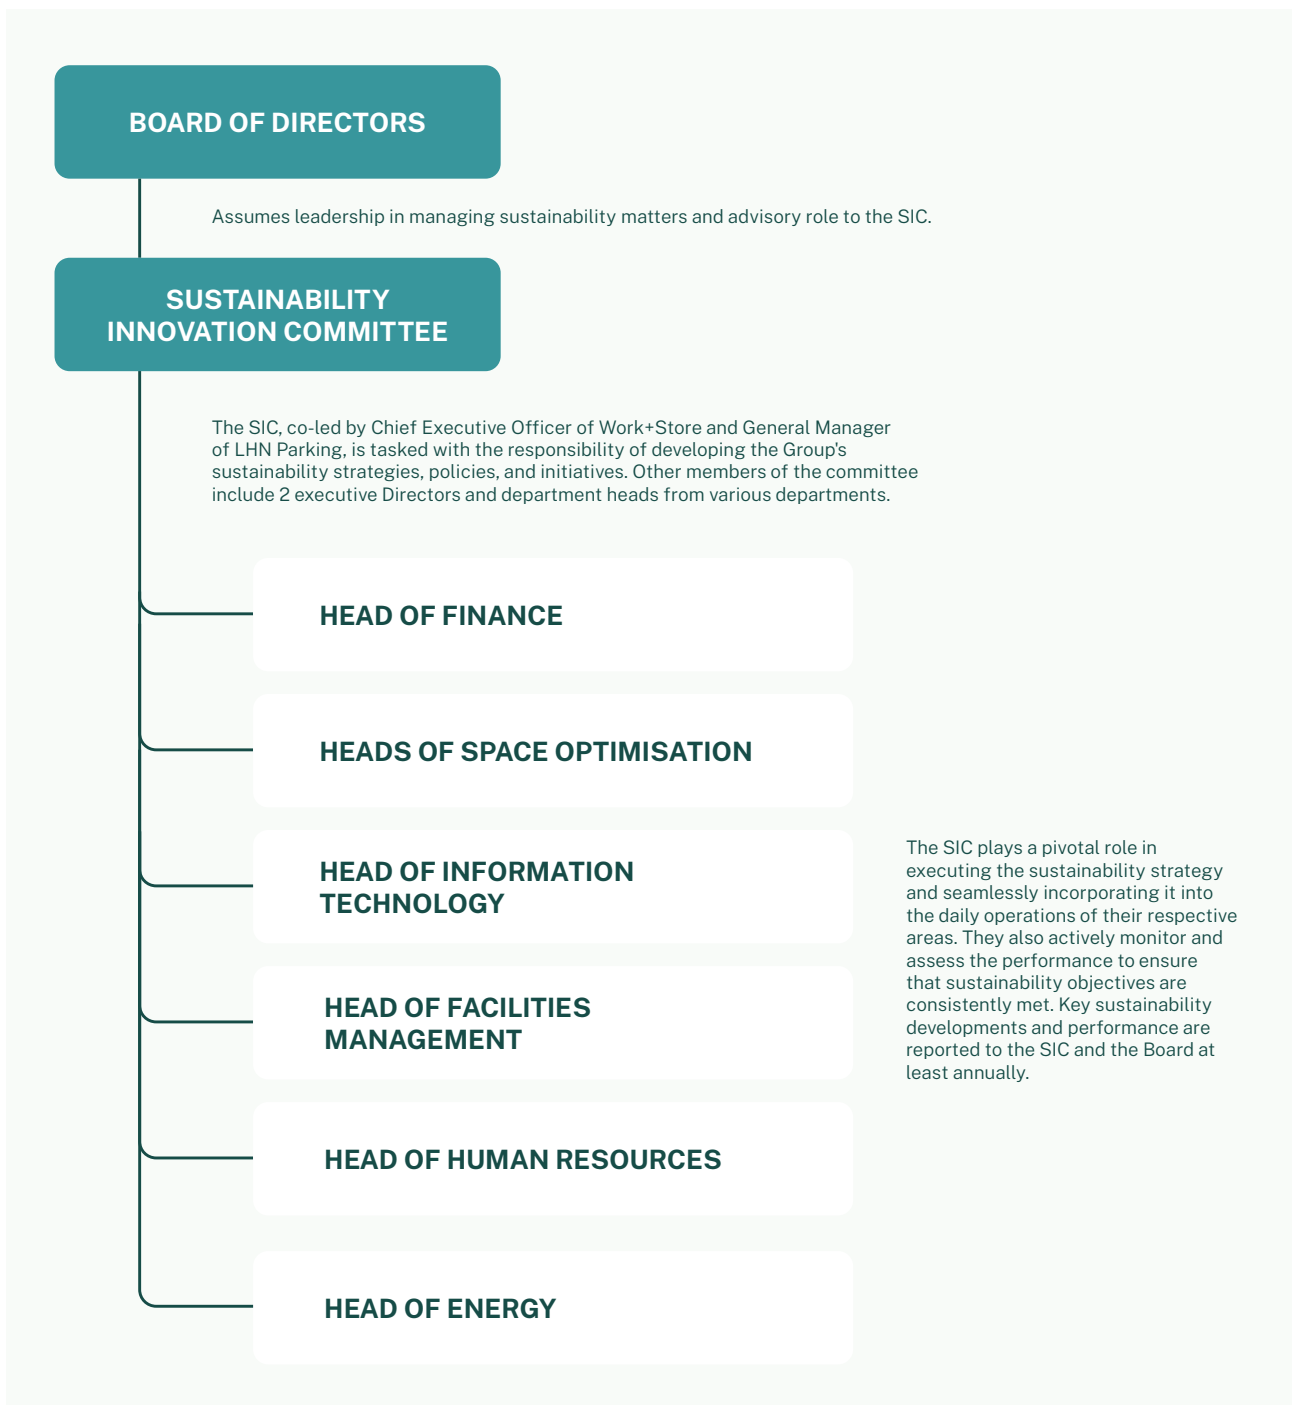 BOARD OF DIRECTORS
Assumes leadership in managing sustainability matters and advisory role to the SIC.
SUSTAINABILITY
INNOVATION COMMITTEE
The SIC, co-led by Chief Executive Officer of Work+Store and General Manager
of LHN Parking, is tasked with the responsibility of developing the Group's
sustainability strategies, policies, and initiatives. Other members of the committee
include 2 executive Directors and department heads from various departments.
HEAD OF FINANCE
HEADS OF SPACE OPTIMISATION
HEAD OF INFORMATION
TECHNOLOGY
HEAD OF FACILITIES
MANAGEMENT
HEAD OF HUMAN RESOURCES
HEAD OF ENERGY
The SIC plays a pivotal role in
executing the sustainability strategy
and seamlessly incorporating it into
the daily operations of their respective
areas. They also actively monitor and
assess the performance to ensure
that sustainability objectives are
consistently met. Key sustainability
developments and performance are
reported to the SIC and the Board at
least annually.